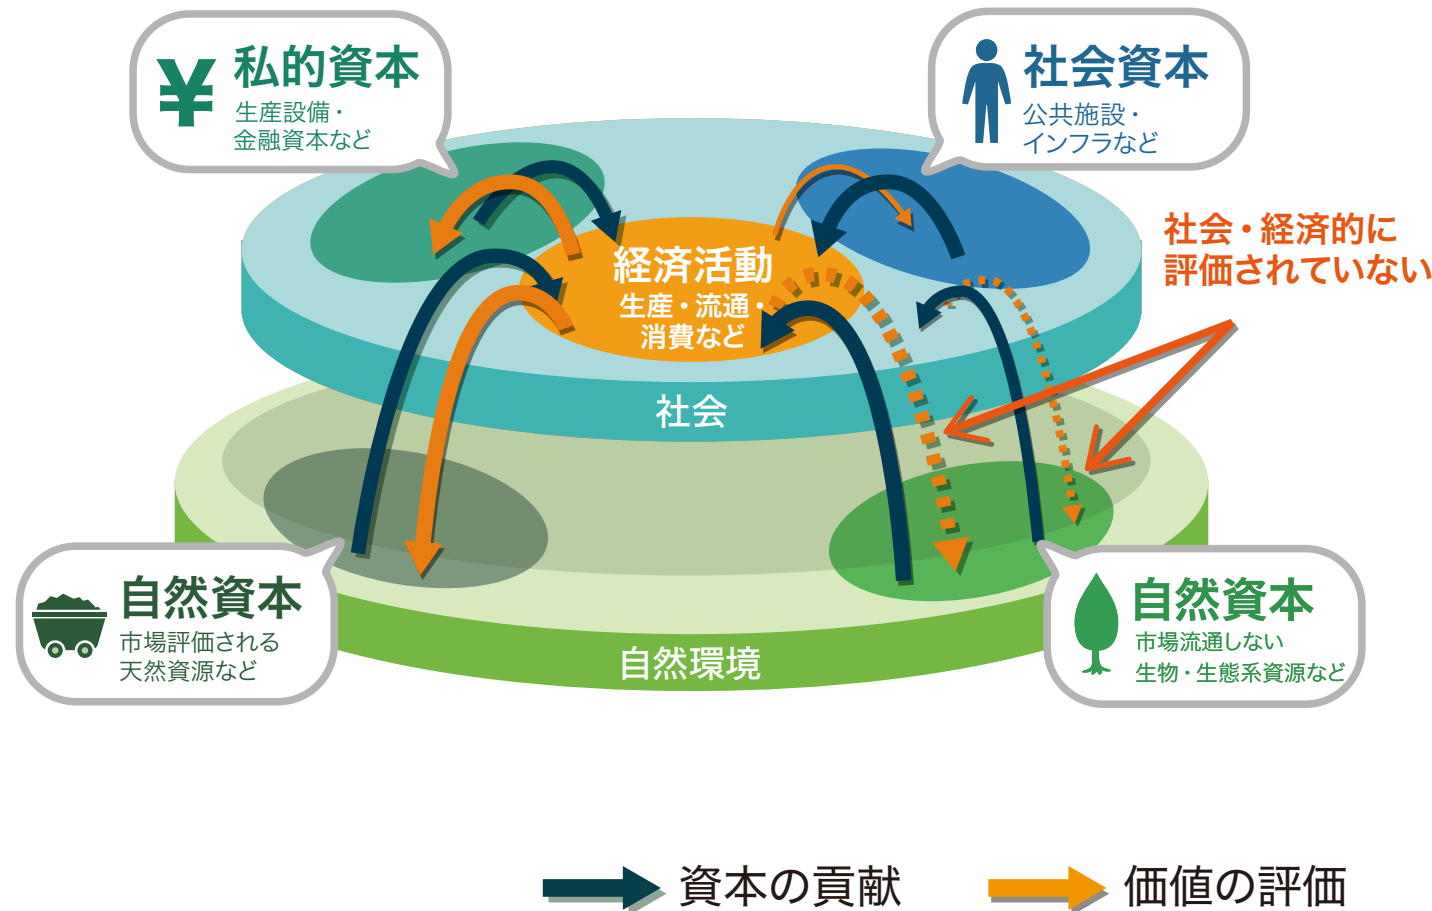 ¥
私的資本
生産設備・
金融資本など
社会資本
公共施設・
インフラなど
社会・経済的に
評価されていない
経済活動
生産・流通・
消費など
社会
自然資本
市場評価される
天然資源など
自然環境
自然資本
市場流通しない
生物・生態系資源など
資本の貢献
価値の評価